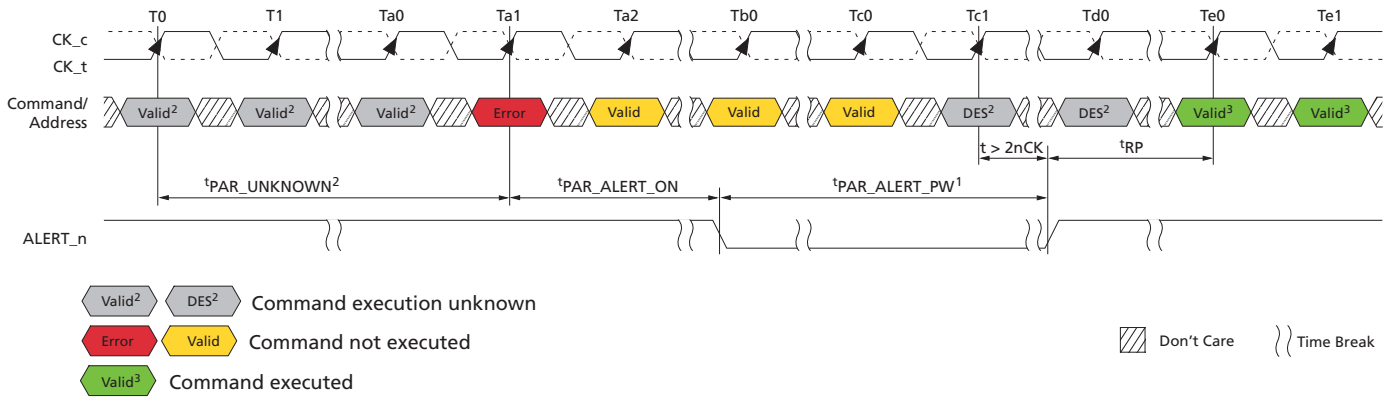 T0 T1 Ta0 Ta1 Ta2 Tb0 Tc0 Tc1 Td0 Te0 Te1
CK_c
CK_t
Command/
Address
Valid² Valid² Valid² Error Valid Valid Valid DES² DES² Valid³ Valid³
t > 2nCK ᵗRP
ᵗPAR_UNKNOWN² ᵗPAR_ALERT_ON ᵗPAR_ALERT_PW¹
ALERT_n
Valid² DES² Command execution unknown
Error Valid Command not executed
Valid³ Command executed
Don't Care Time Break